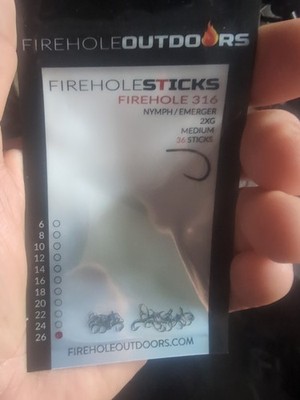 FIREHOLEOUTDOORS
FIREHOLESTICKS
FIREHOLE 316
NYMPH / EMERGER
2XG
MEDIUM
36 STICKS
6
8
10
12
14
16
18
20
22
24
26
FIREHOLEOUTDOORS.COM